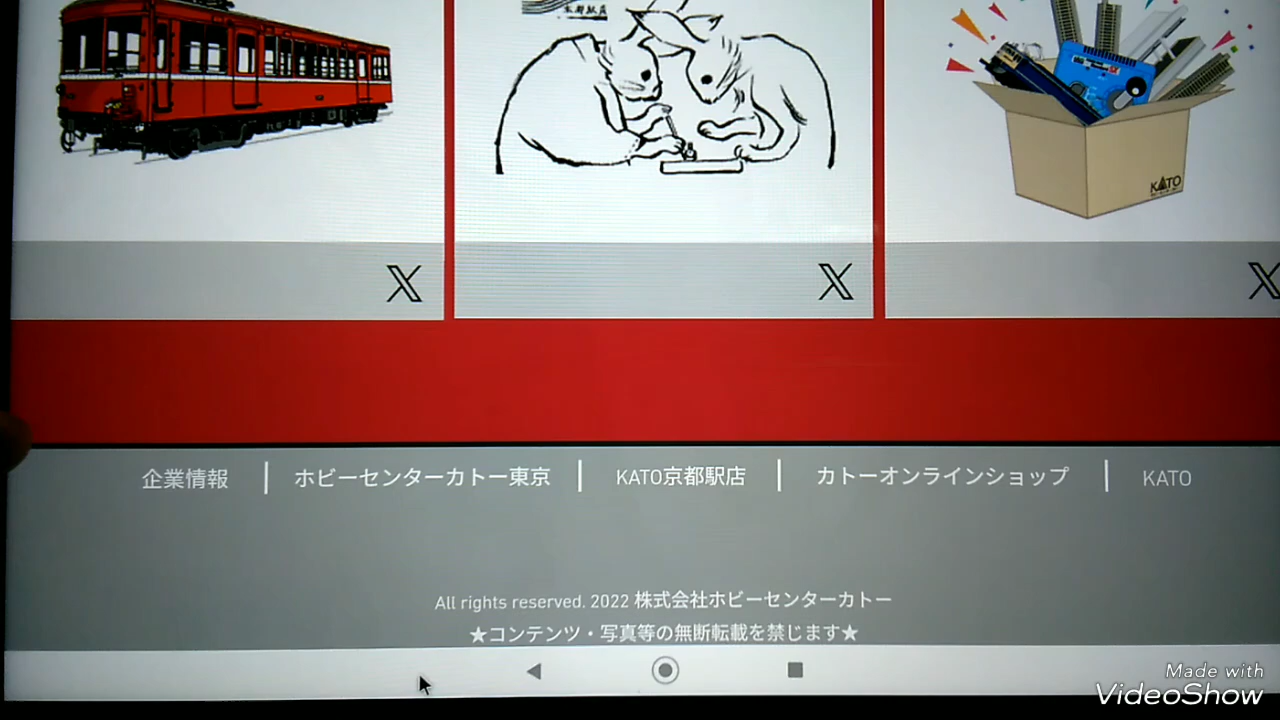 KATO
企業情報
ホビーセンターカトー東京
KATO京都駅店
カトーオンラインショップ
KATO
All rights reserved. 2022 株式会社ホビーセンターカトー
★コンテンツ・写真等の無断転載を禁じます★
Made with
VideoShow